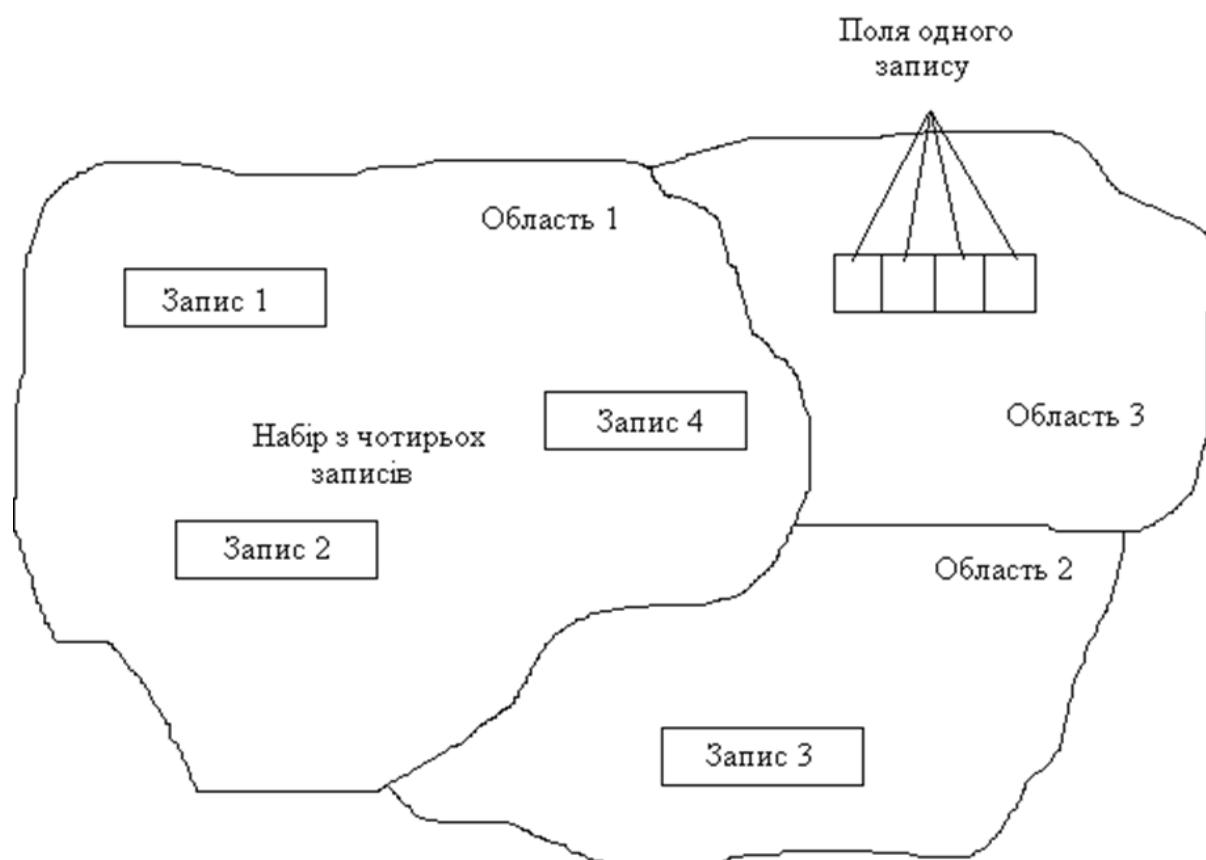 Поля одного
запису
Область 1
Запис 1
Запис 4
Область 3
Набір з чотирьох
записів
Запис 2
Область 2
Запис 3